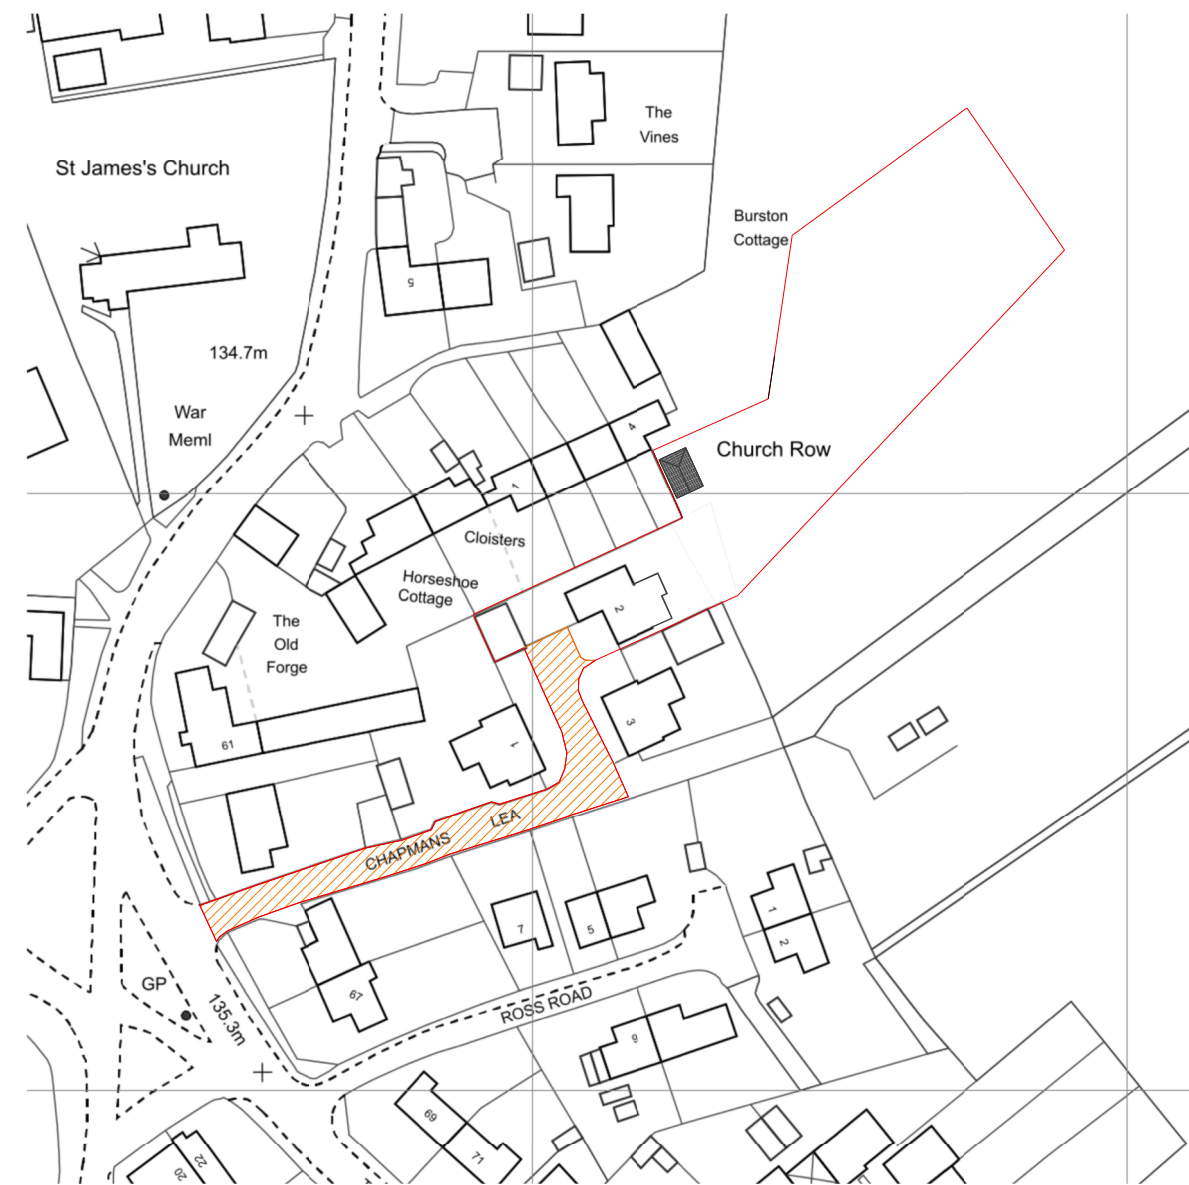 The
Vines
St James's Church
Burston
Cottage
5
134.7m
War
Meml
4
Church Row
1
Cloisters
Horseshoe
Cottage
2
The
Old
Forge
3
61
1
CHAPMANS LEA
7
5
1
2
GP
135.3m
67
ROSS ROAD
9
69
71
22
20